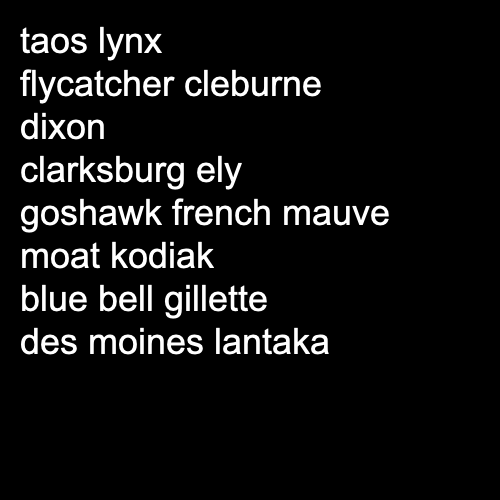 taos lynx
flycatcher cleburne
dixon
clarksburg ely
goshawk french mauve
moat kodiak
blue bell gillette
des moines lantaka